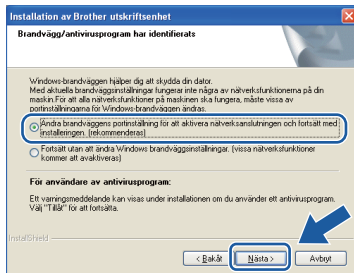 Installation av Brother utskriftsenhet
Brandvägg/antivirusprogram har identifierats
Windows-brandväggen hjälper dig att skydda din dator.
Med aktuella brandväggsinställningar fungerar inte några av nätverksfunktionerna på din
maskin.För att alla nätverksfunktioner på maskinen ska fungera, måste vissa av
portinställningarna för Windows-brandväggen ändras.
Ändra brandväggens portinställning för att aktivera nätverksanslutningen och fortsätt med
installeringen. (rekommenderas)
Fortsätt utan att ändra Windows brandväggsinställningar. (vissa nätverksfunktioner
kommer att avaktiveras)
För användare av antivirusprogram:
Ett varningsmeddelande kan visas under installationen om du använder ett antivirusprogram.
Välj "Tillåt" för att fortsätta.
InstallShield
< Bakåt
Nästa >
Avbryt